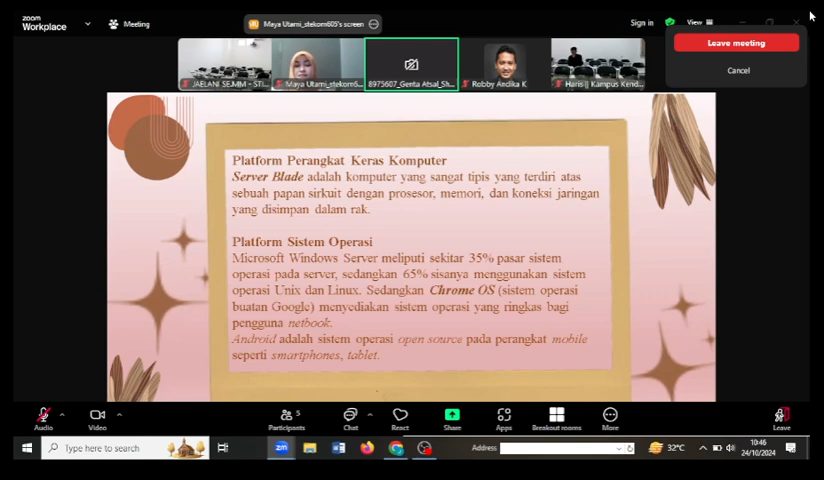 zoom
Workplace
Meeting
Maya Utami_stekom605's screen
Sign in
View
Leave meeting
Cancel
JAELANI SE,MM - STI...
Maya Utami_stekom6...
8975607_Genta Atsal_Sh...
Robby Andika K
Haris || Kampus Kend...
Platform Perangkat Keras Komputer
Server Blade adalah komputer yang sangat tipis yang terdiri atas
sebuah papan sirkuit dengan prosesor, memori, dan koneksi jaringan
yang disimpan dalam rak.
Platform Sistem Operasi
Microsoft Windows Server meliputi sekitar 35% pasar sistem
operasi pada server, sedangkan 65% sisanya menggunakan sistem
operasi Unix dan Linux. Sedangkan Chrome OS (sistem operasi
buatan Google) menyediakan sistem operasi yang ringkas bagi
pengguna netbook.
Android adalah sistem operasi open source pada perangkat mobile
seperti smartphones, tablet.
Audio
Video
5
Participants
Chat
React
Share
Apps
Breakout rooms
More
Leave
Type here to search
zm
Address
32°C
10:46
24/10/2024